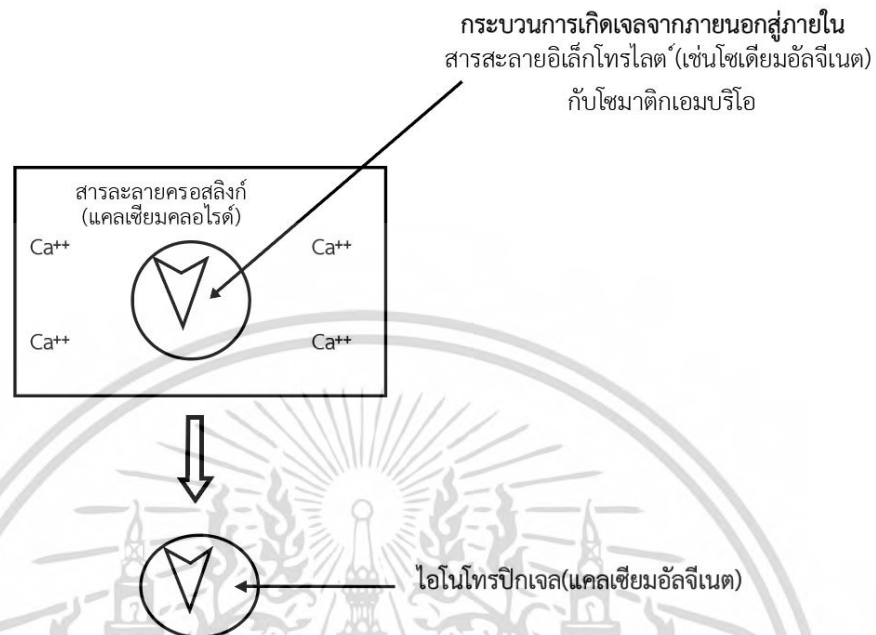 กระบวนการเกิดเจลจากภายนอกสู่ภายใน
สารสะลายอิเล็กโทรไลต์ (เช่นโซเดียมอัลจีเนต)
กับโซมาติกเอมบริโอ
สารละลายครอสลิงก์
(แคลเซียมคลอไรด์)
Ca⁺⁺ Ca⁺⁺
Ca⁺⁺ Ca⁺⁺
ไอโนโทรปิกเจล(แคลเซียมอัลจีเนต)